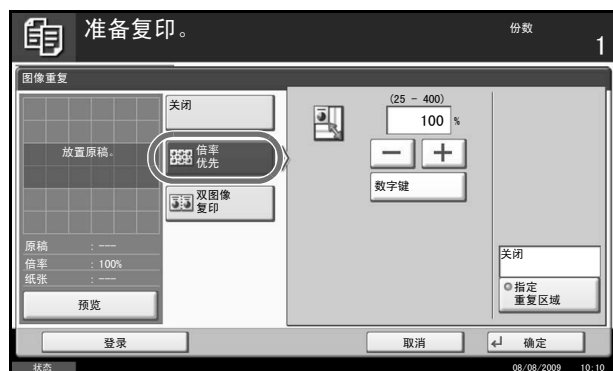 准备复印。
份数
1
图像重复
放置原稿。
原稿 : ---
倍率 : 100%
纸张 : ---
预览
关闭
倍率
优先
双图像
复印
(25 - 400)
100 %
数字键
关闭
指定
重复区域
登录
取消
确定
状态
08/08/2009 10:10